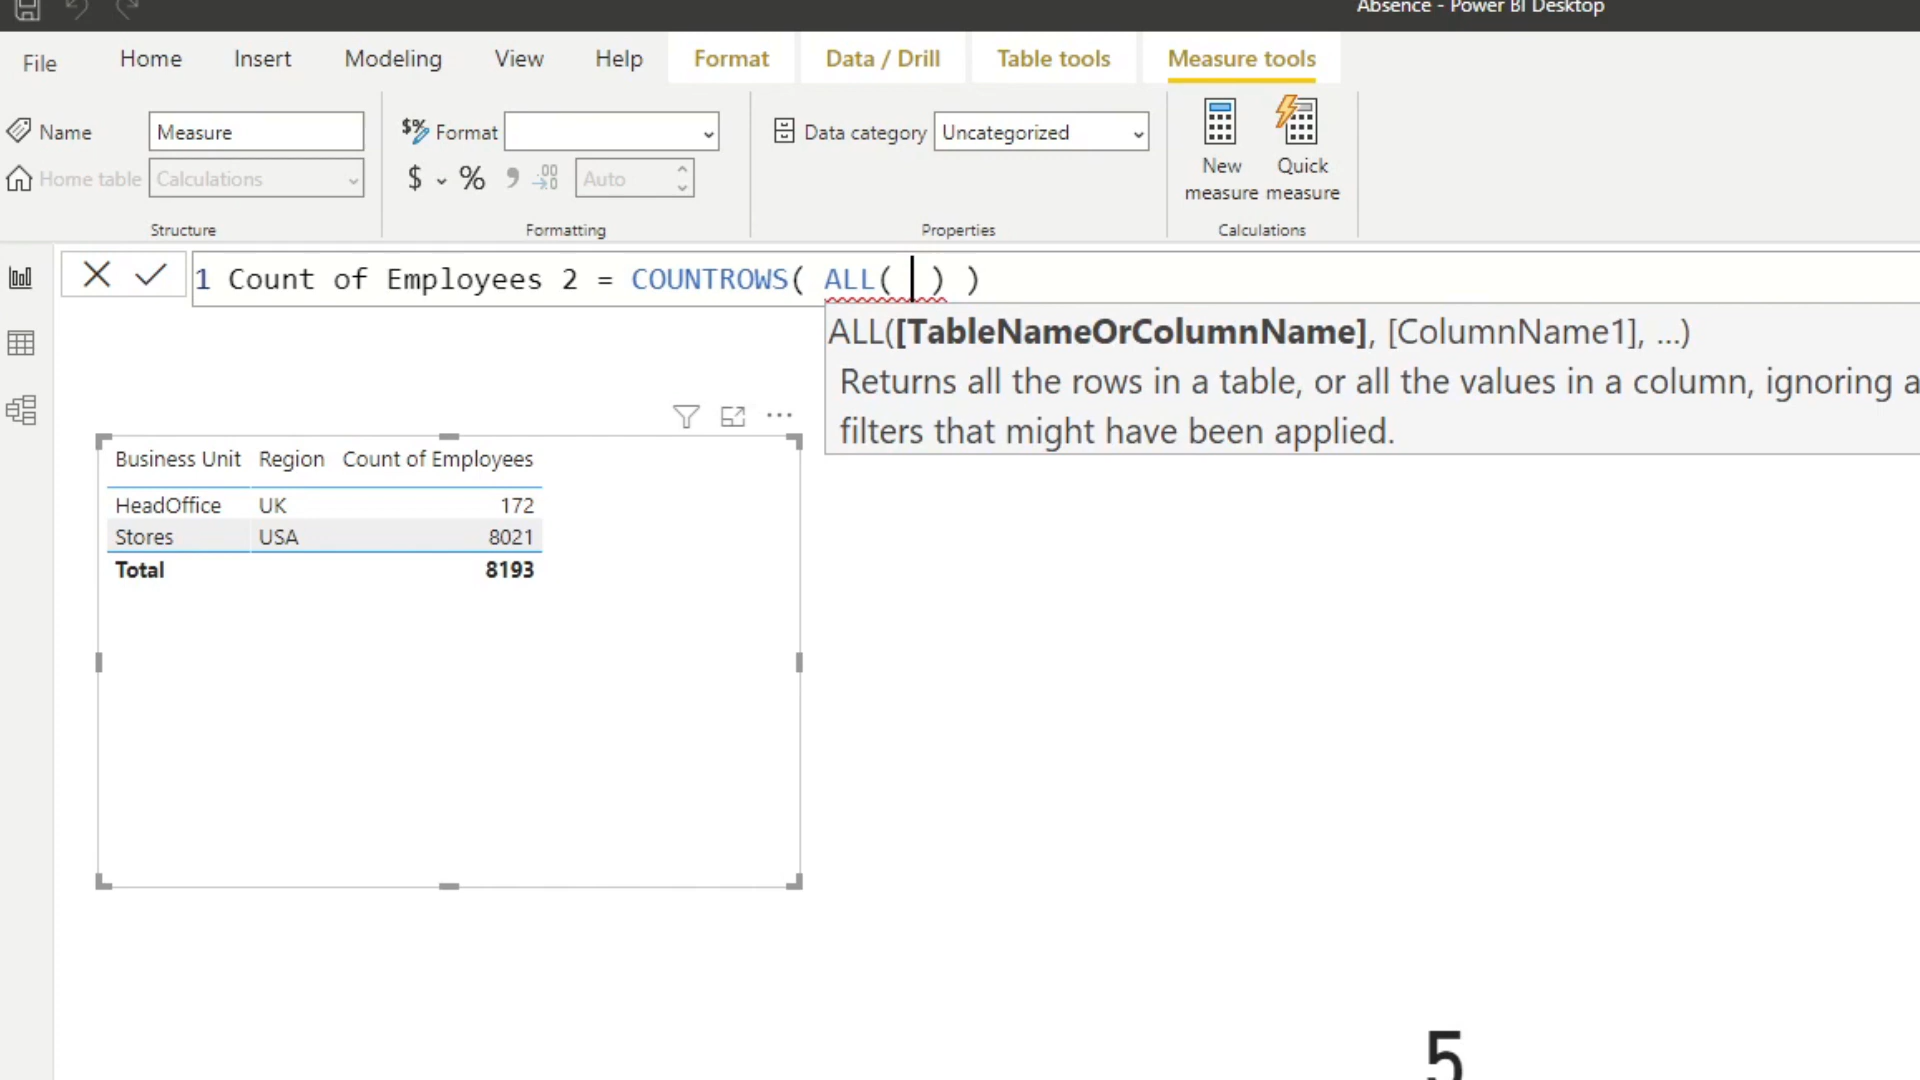 Absence - Power BI Desktop
File Home Insert Modeling View Help Format Data / Drill Table tools Measure tools
Name Measure
Home table Calculations
Structure
$% Format
$ % , .00 →.0 Auto
Formatting
Data category Uncategorized
Properties
New measure
Quick measure
Calculations
1 Count of Employees 2 = COUNTROWS( ALL( ) )
ALL([TableNameOrColumnName], [ColumnName1], ...)
Returns all the rows in a table, or all the values in a column, ignoring
filters that might have been applied.
Business Unit Region Count of Employees
HeadOffice UK 172
Stores USA 8021
Total 8193
5